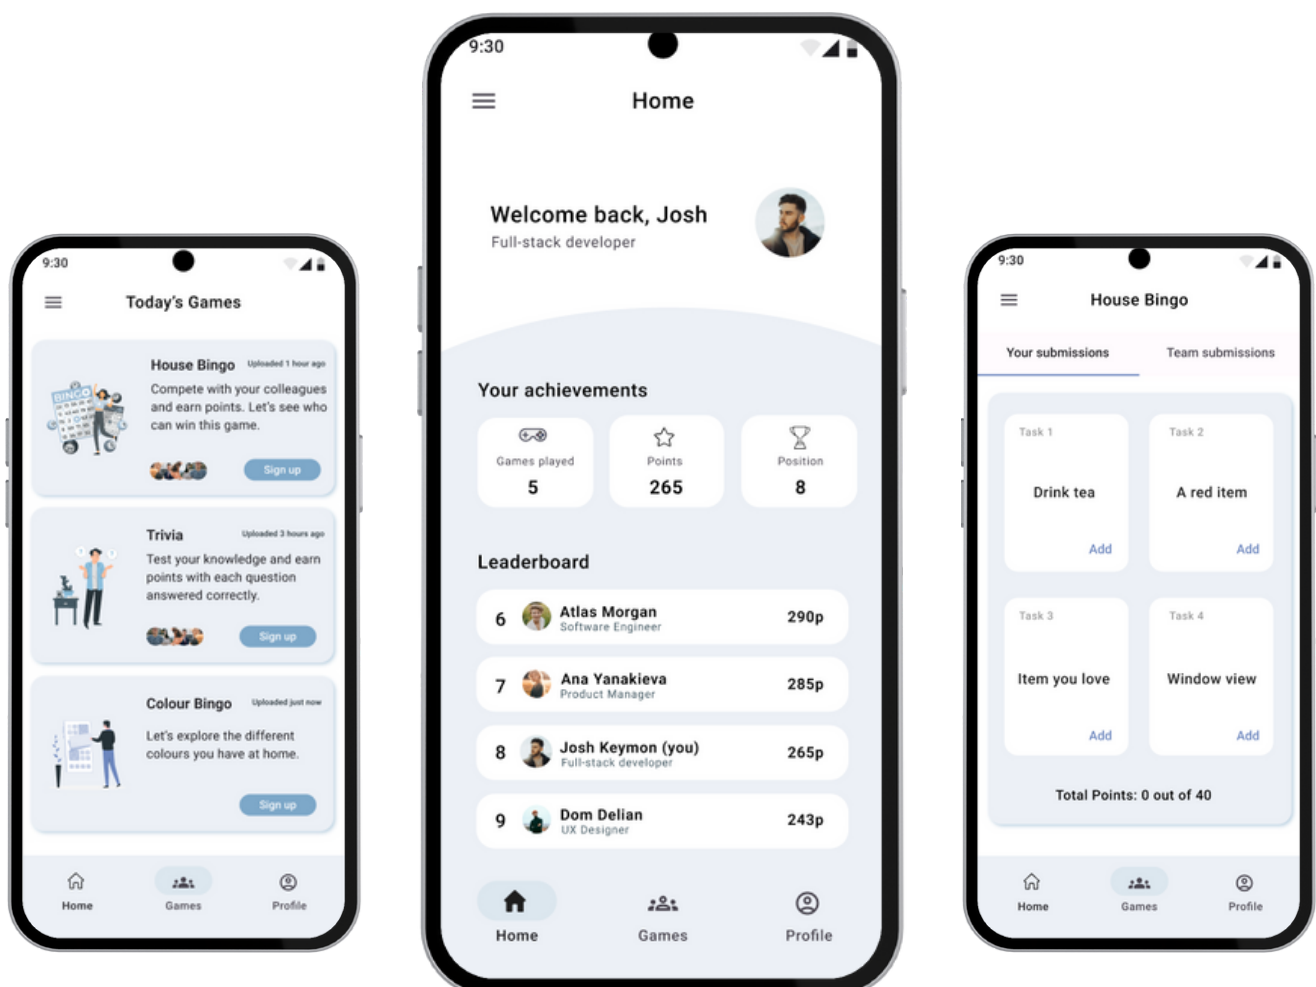 9:30
Today's Games
House Bingo
Uploaded 1 hour ago
Compete with your colleagues
and earn points. Let's see who
can win this game.
Sign up
BINGO
Trivia
Uploaded 3 hours ago
Test your knowledge and earn
points with each question
answered correctly.
Sign up
Colour Bingo
Uploaded just now
Let's explore the different
colours you have at home.
Sign up
Home
Games
Profile
9:30
Home
Welcome back, Josh
Full-stack developer
Your achievements
Games played
5
Points
265
Position
8
Leaderboard
6
Atlas Morgan
Software Engineer
290p
7
Ana Yanakieva
Product Manager
285p
8
Josh Keymon (you)
Full-stack developer
265p
9
Dom Delian
UX Designer
243p
Home
Games
Profile
9:30
House Bingo
Your submissions
Team submissions
Task 1
Drink tea
Add
Task 2
A red item
Add
Task 3
Item you love
Add
Task 4
Window view
Add
Total Points: 0 out of 40
Home
Games
Profile